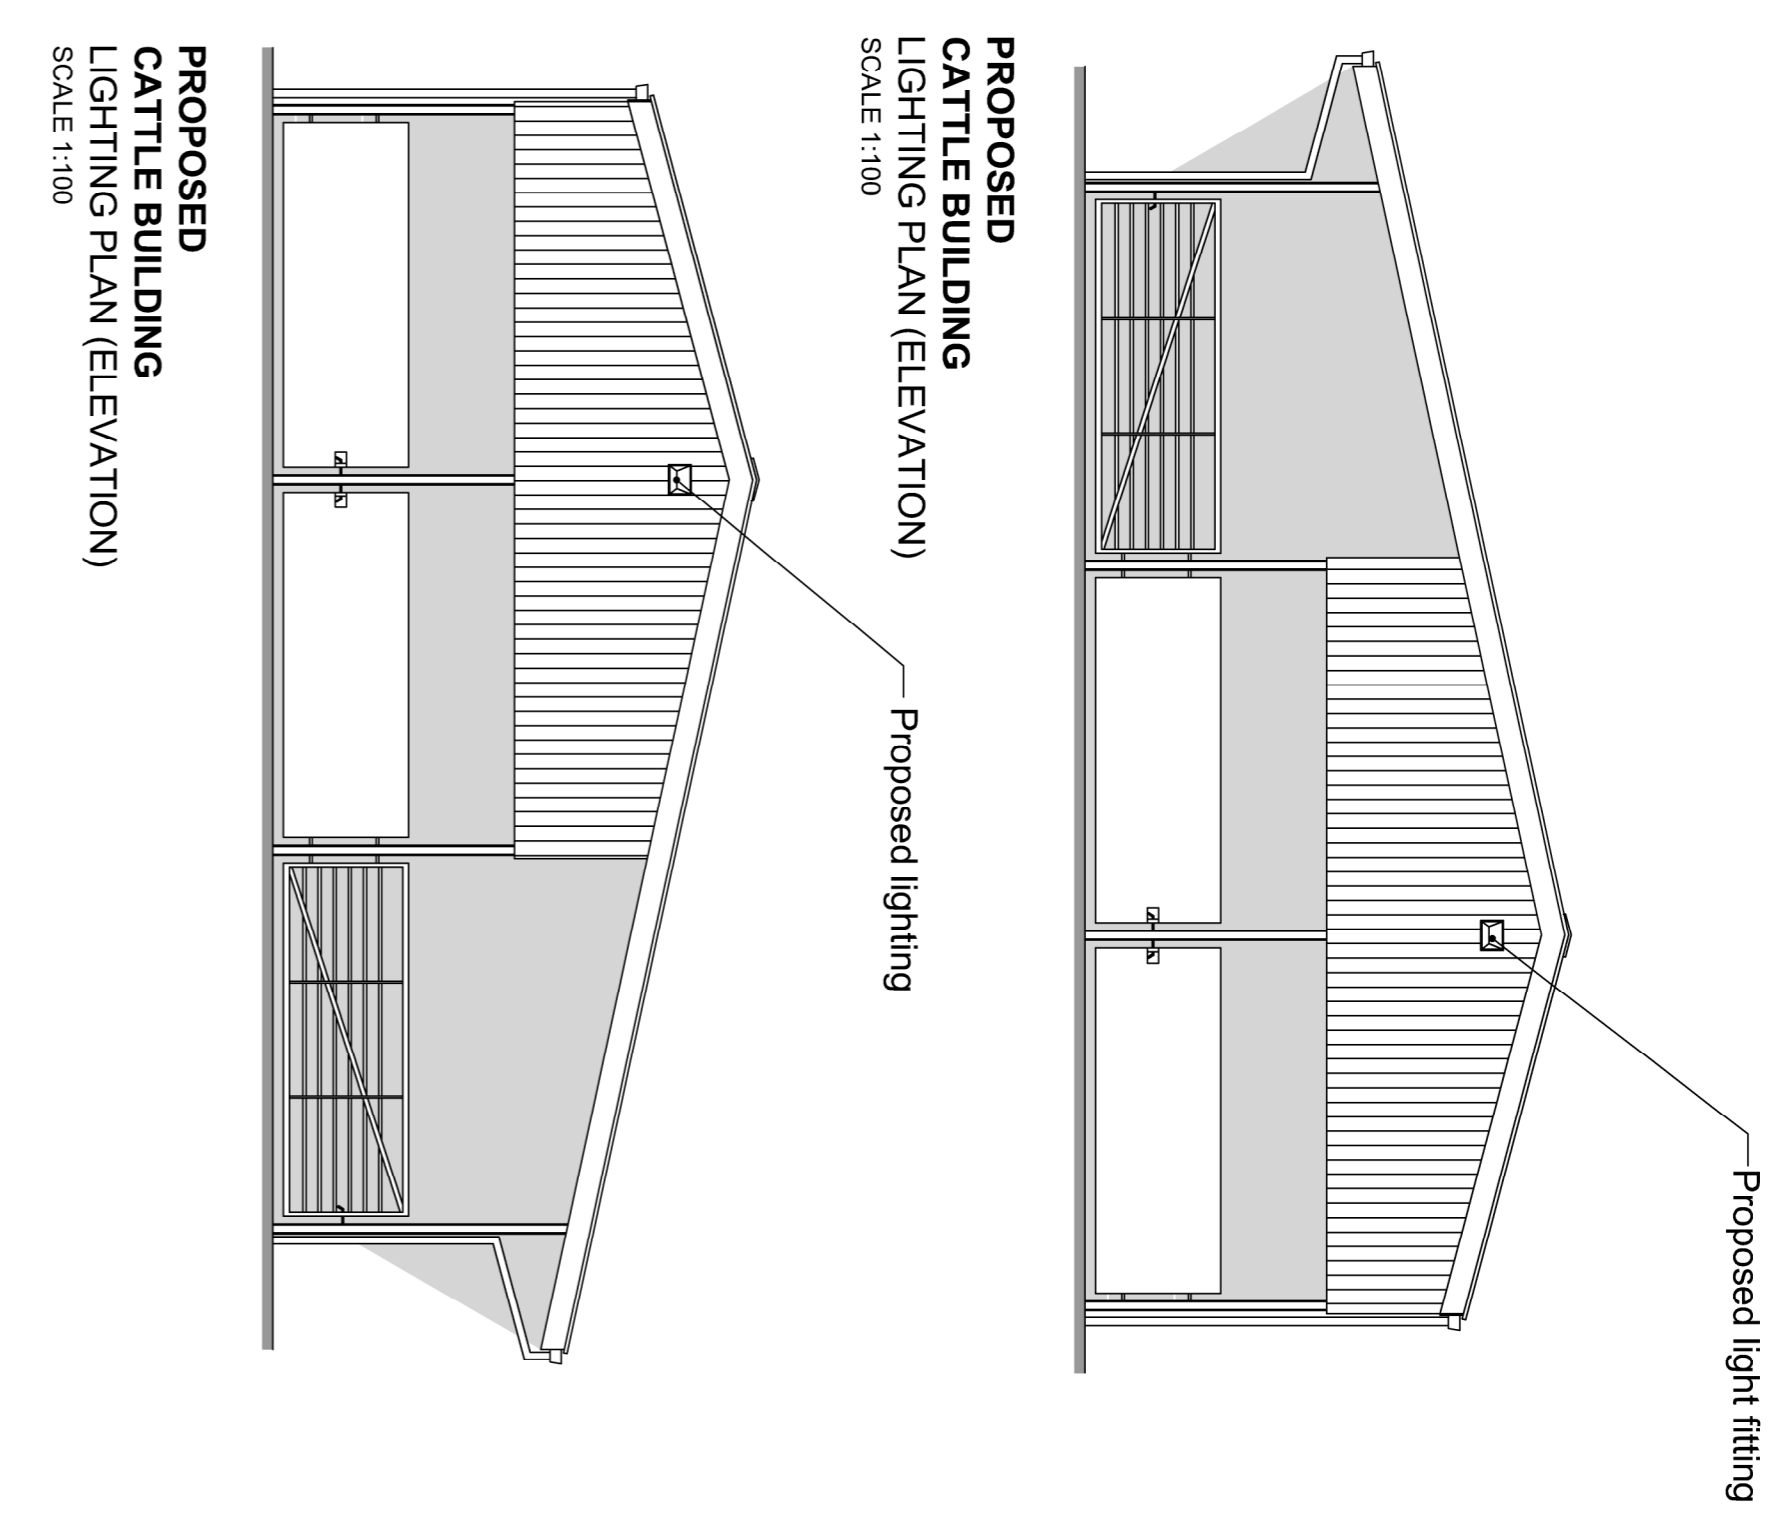 Proposed light fitting
PROPOSED
CATTLE BUILDING
LIGHTING PLAN (ELEVATION)
SCALE 1:100
Proposed lighting
PROPOSED
CATTLE BUILDING
LIGHTING PLAN (ELEVATION)
SCALE 1:100